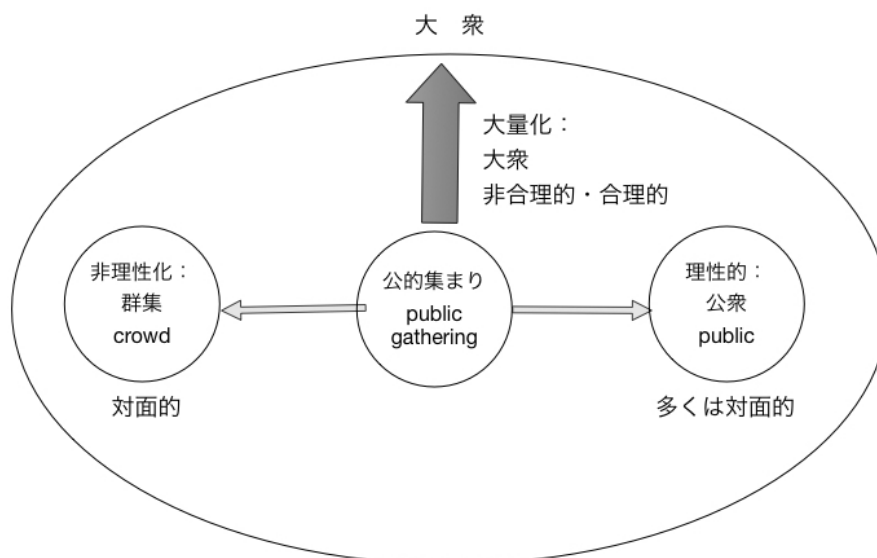 大　衆
大量化：
大衆
非合理的・合理的
非理性化：
群集
crowd
対面的
公的集まり
public
gathering
理性的：
公衆
public
多くは対面的